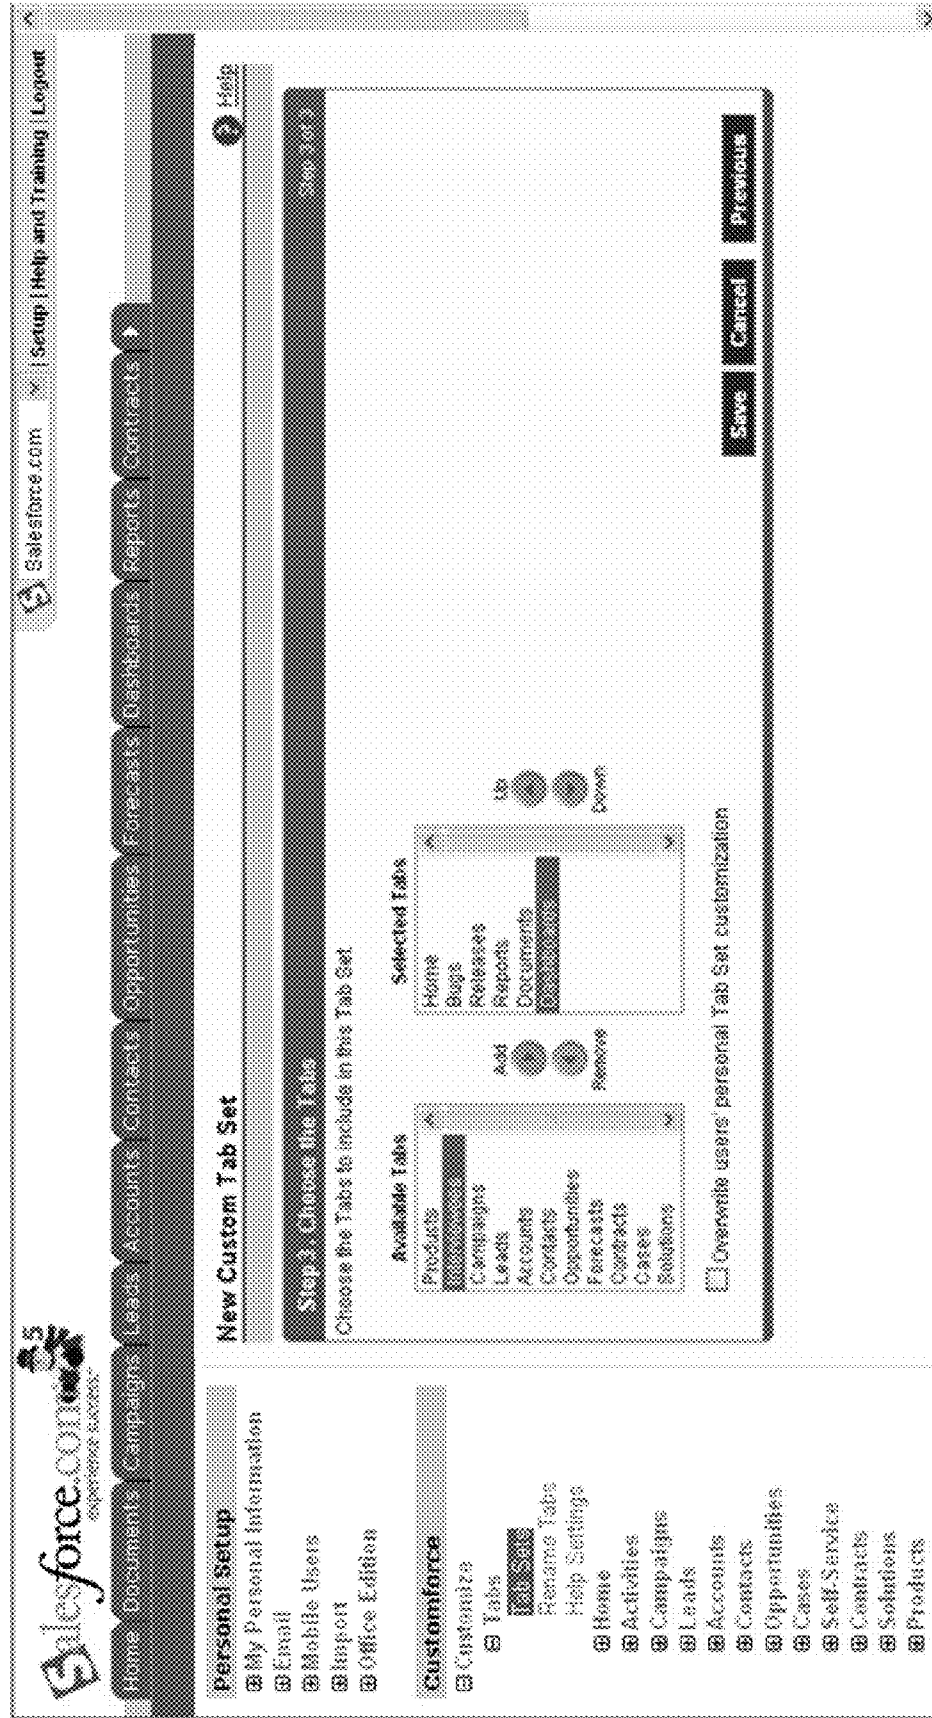 salesforce.com
experience success
Salesforce.com | Setup | Help and Training | Logout
Home Documents Campaigns Leads Accounts Contacts Opportunities Forecasts Dashboards Reports Contracts
Personal Setup
My Personal Information
Email
Mobile Users
Import
Office Edition
Customforce
Customize
Tabs
Tab Sets
Rename Tabs
Help Settings
Home
Activities
Campaigns
Leads
Accounts
Contacts
Opportunities
Cases
Self-Service
Contracts
Solutions
Products
New Custom Tab Set
? Help
Choose the Tabs to include in this Tab Set.
Available Tabs
Products
Campaigns
Leads
Accounts
Contacts
Opportunities
Forecasts
Contracts
Cases
Solutions
Add
Remove
Selected Tabs
Home
Bugs
Releases
Reports
Documents
Up
Down
Overwrite users' personal Tab Set customization
Save Cancel Previous